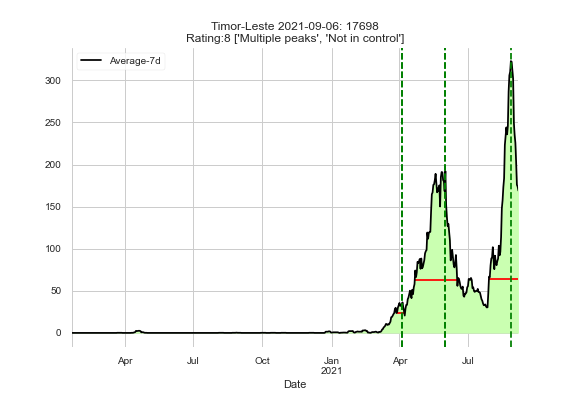 Timor-Leste 2021-09-06: 17698
Rating:8 ['Multiple peaks', 'Not in control']
Average-7d
300
250
200
150
100
50
0
Apr
Jul
Oct
Jan
2021
Apr
Jul
Date